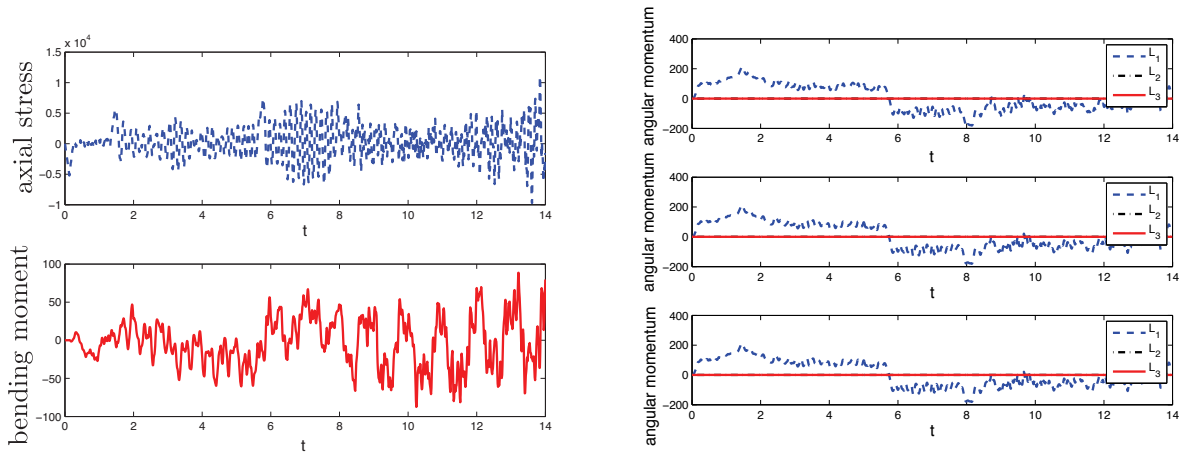 x 10^4
1.5
1
0.5
0
−0.5
−1
0 2 4 6 8 10 12 14
t
axial stress
100
50
0
−50
−100
0 2 4 6 8 10 12 14
t
bending moment
400
200
0
−200
0 2 4 6 8 10 12 14
t
angular momentum
L1
L2
L3
400
200
0
−200
0 2 4 6 8 10 12 14
t
angular momentum
L1
L2
L3
400
200
0
−200
0 2 4 6 8 10 12 14
t
angular momentum
L1
L2
L3